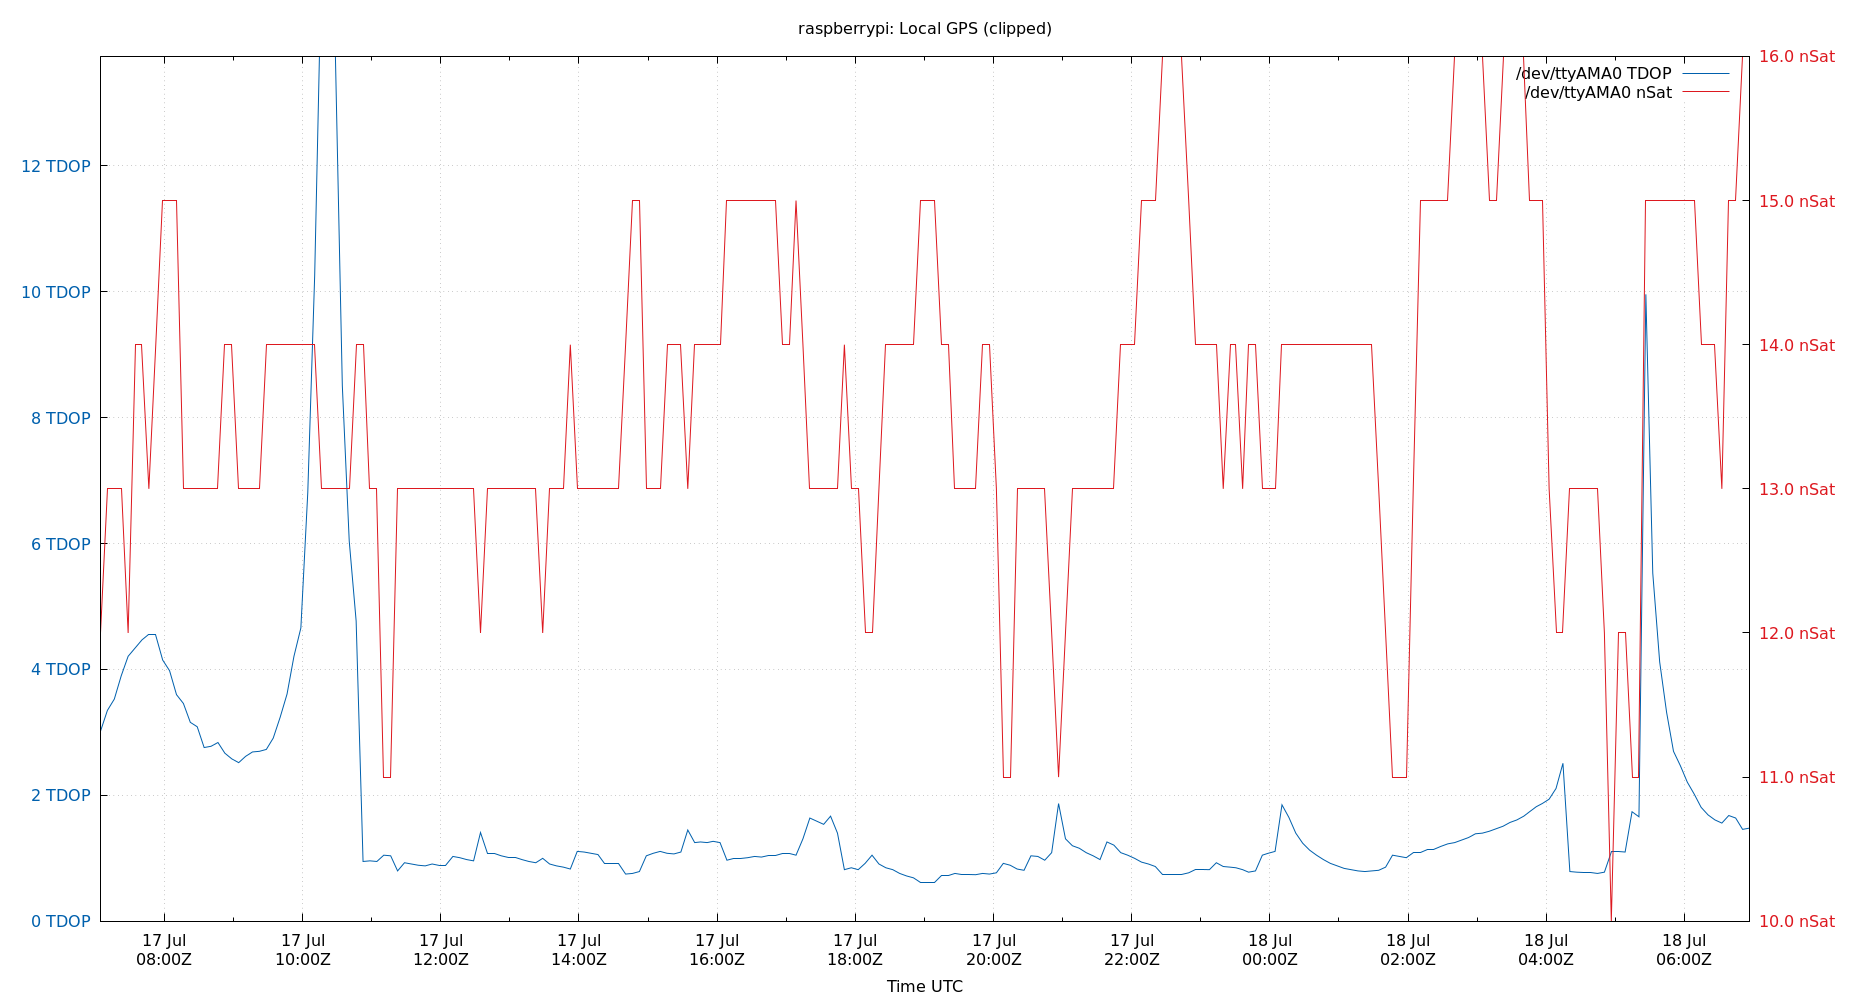 raspberrypi: Local GPS (clipped)
16.0 nSat
/dev/ttyAMA0 TDOP
/dev/ttyAMA0 nSat
12 TDOP
15.0 nSat
10 TDOP
14.0 nSat
8 TDOP
13.0 nSat
6 TDOP
12.0 nSat
4 TDOP
11.0 nSat
2 TDOP
0 TDOP
10.0 nSat
17 Jul 17 Jul 17 Jul 17 Jul 17 Jul 17 Jul 17 Jul 17 Jul 18 Jul 18 Jul 18 Jul 18 Jul
08:00Z 10:00Z 12:00Z 14:00Z 16:00Z 18:00Z 20:00Z 22:00Z 00:00Z 02:00Z 04:00Z 06:00Z
Time UTC